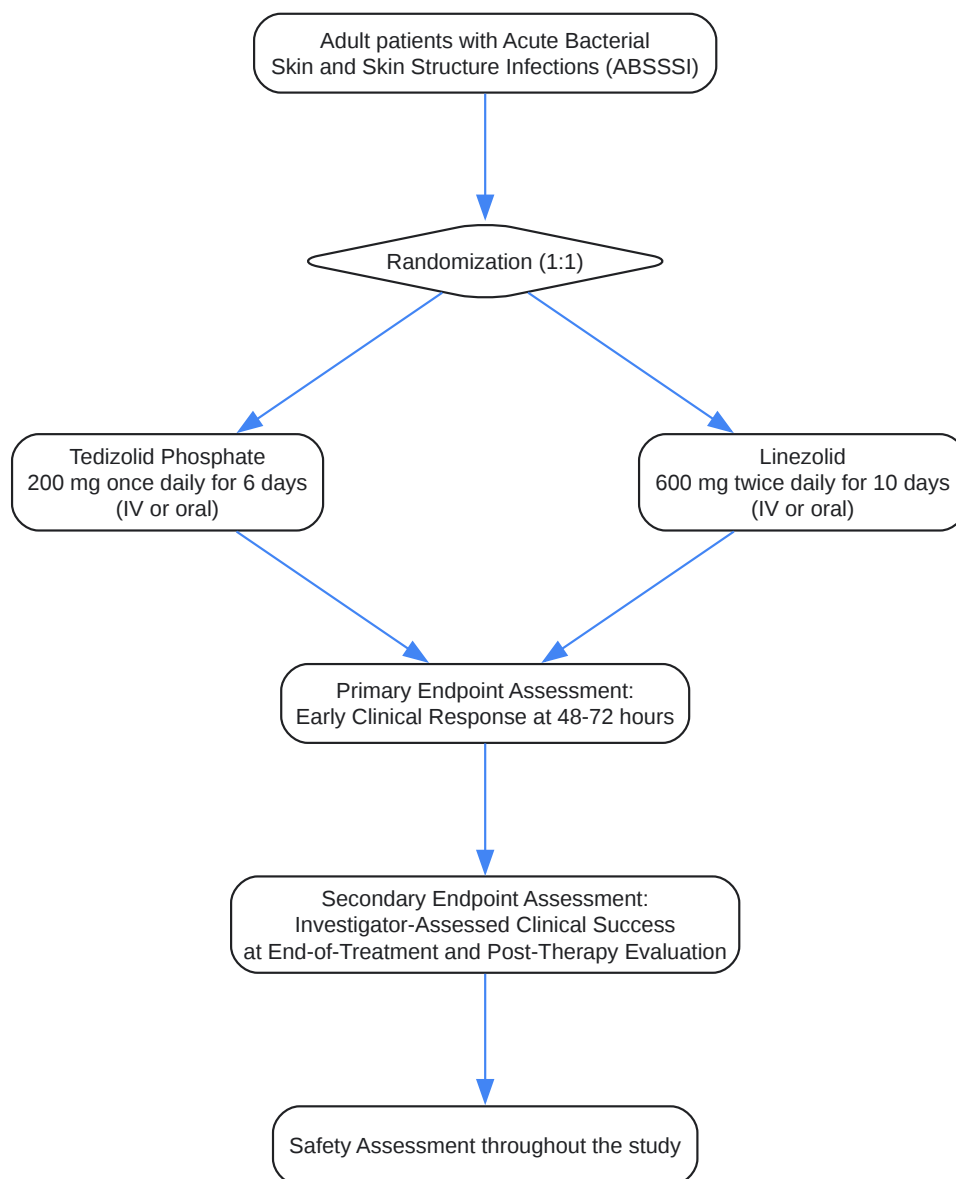 Adult patients with Acute Bacterial
Skin and Skin Structure Infections (ABSSSI)
Randomization (1:1)
Tedizolid Phosphate
200 mg once daily for 6 days
(IV or oral)
Linezolid
600 mg twice daily for 10 days
(IV or oral)
Primary Endpoint Assessment:
Early Clinical Response at 48-72 hours
Secondary Endpoint Assessment:
Investigator-Assessed Clinical Success
at End-of-Treatment and Post-Therapy Evaluation
Safety Assessment throughout the study